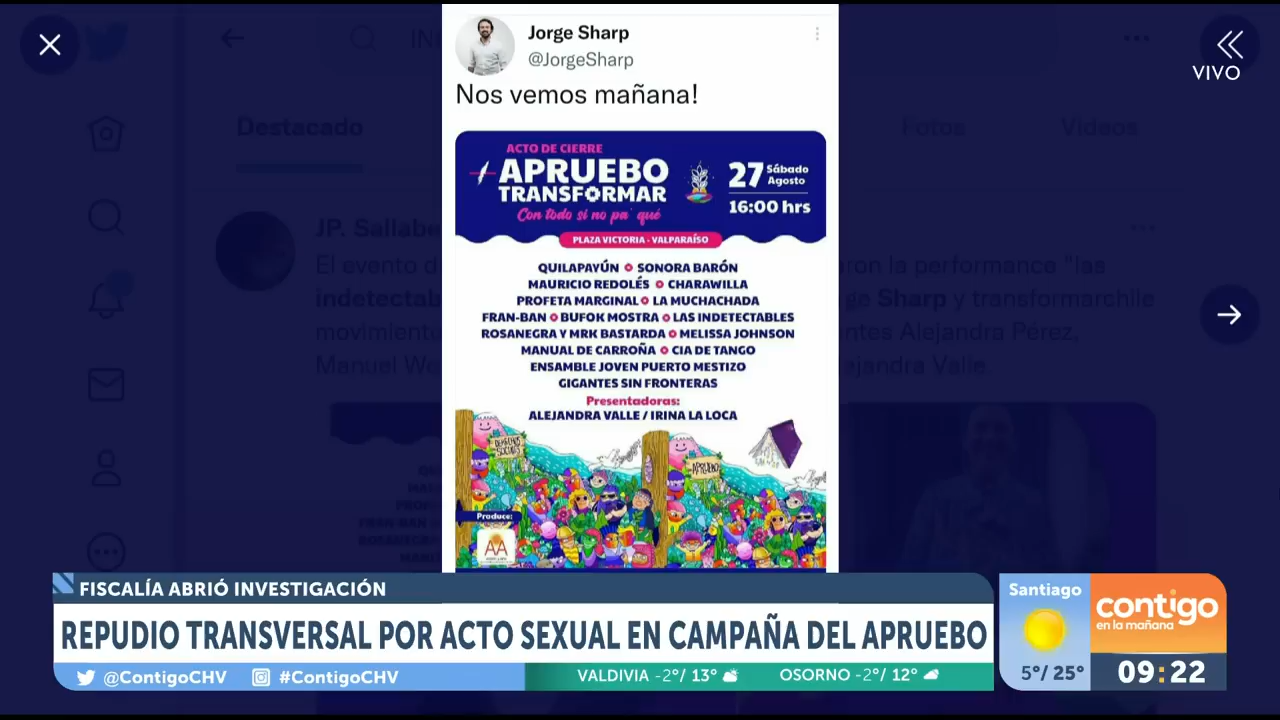 Jorge Sharp
@JorgeSharp
Nos vemos mañana!
VIVO
ACTO DE CIERRE
APRUEBO
TRANSFORMAR
Con todo si no pa' qué
27 Sábado Agosto
16:00 hrs
PLAZA VICTORIA - VALPARAÍSO
QUILAPAYÚN SONORA BARÓN
MAURICIO REDOLÉS CHARAWILLA
PROFETA MARGINAL LA MUCHACHADA
FRAN-BAN BUFOK MOSTRA LAS INDETECTABLES
ROSANEGRA Y MRK BASTARDA MELISSA JOHNSON
MANUAL DE CARROÑA CIA DE TANGO
ENSAMBLE JOVEN PUERTO MESTIZO
GIGANTES SIN FRONTERAS
Presentadoras:
ALEJANDRA VALLE / IRINA LA LOCA
DERECHOS
SOCIALES
APRUEBO
Produce:
AVA
Destacado
Fotos
Videos
JP. Sallabe
El evento d
ron la performance "las
indetectab
go Sharp y transformarchile
movimient
ntes Alejandra Pérez,
Manuel Wo
ejandra Valle.
FISCALÍA ABRIÓ INVESTIGACIÓN
REPUDIO TRANSVERSAL POR ACTO SEXUAL EN CAMPAÑA DEL APRUEBO
@ContigoCHV #ContigoCHV
VALDIVIA -2°/ 13° OSORNO -2°/ 12°
Santiago
5°/ 25°
contigo
en la mañana
09:22